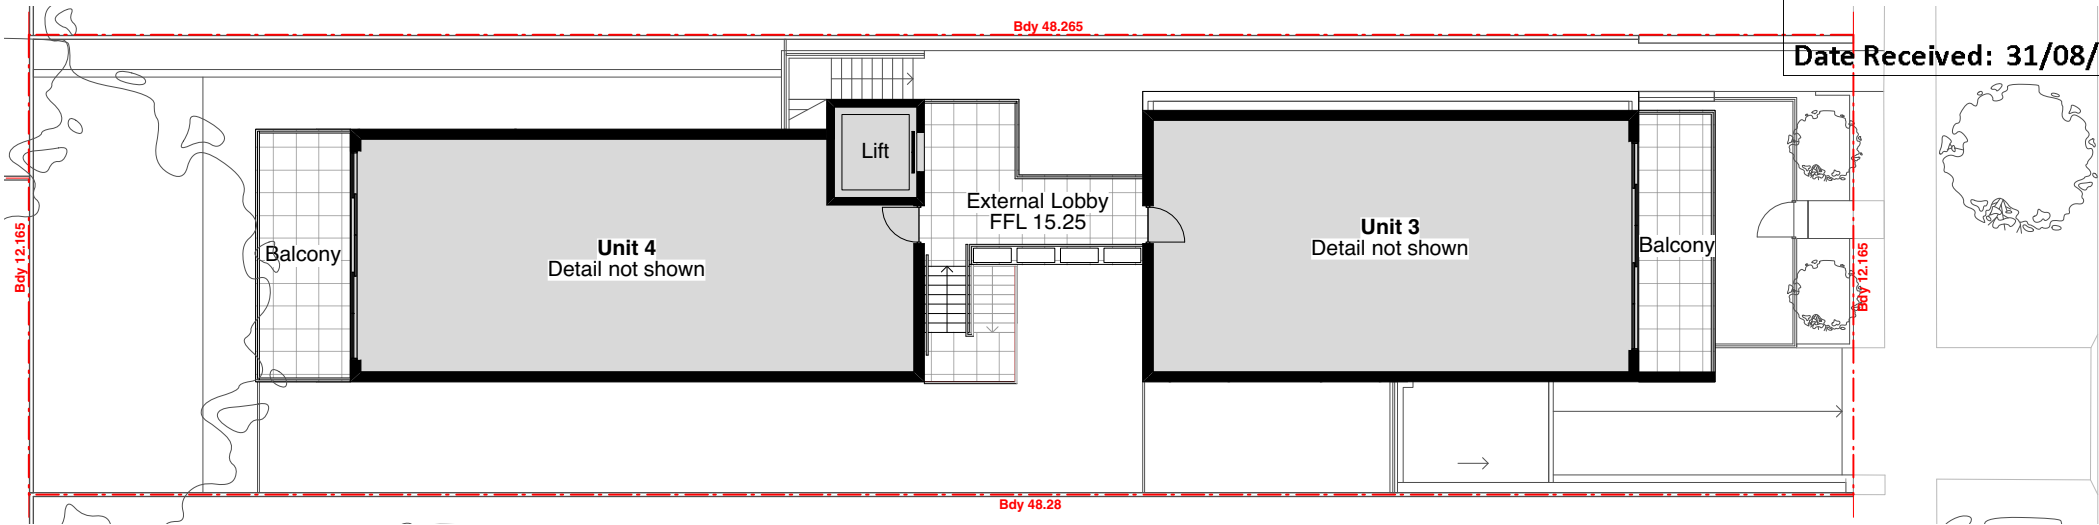 Bdy 48.265
Date Received: 31/08/
Lift
External Lobby
FFL 15.25
Unit 3
Detail not shown
Balcony
Unit 4
Detail not shown
Balcony
Bdy 12.165
Bdy 12.165
Bdy 48.28